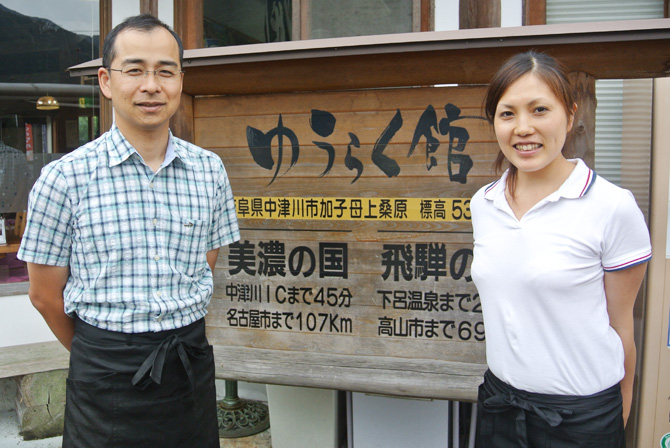 ゆうらく館
阜県中津川市加子母上桑原 標高 53
美濃の国
飛騨の
中津川ICまで45分
下呂温泉まで2
名古屋市まで107Km
高山市まで69